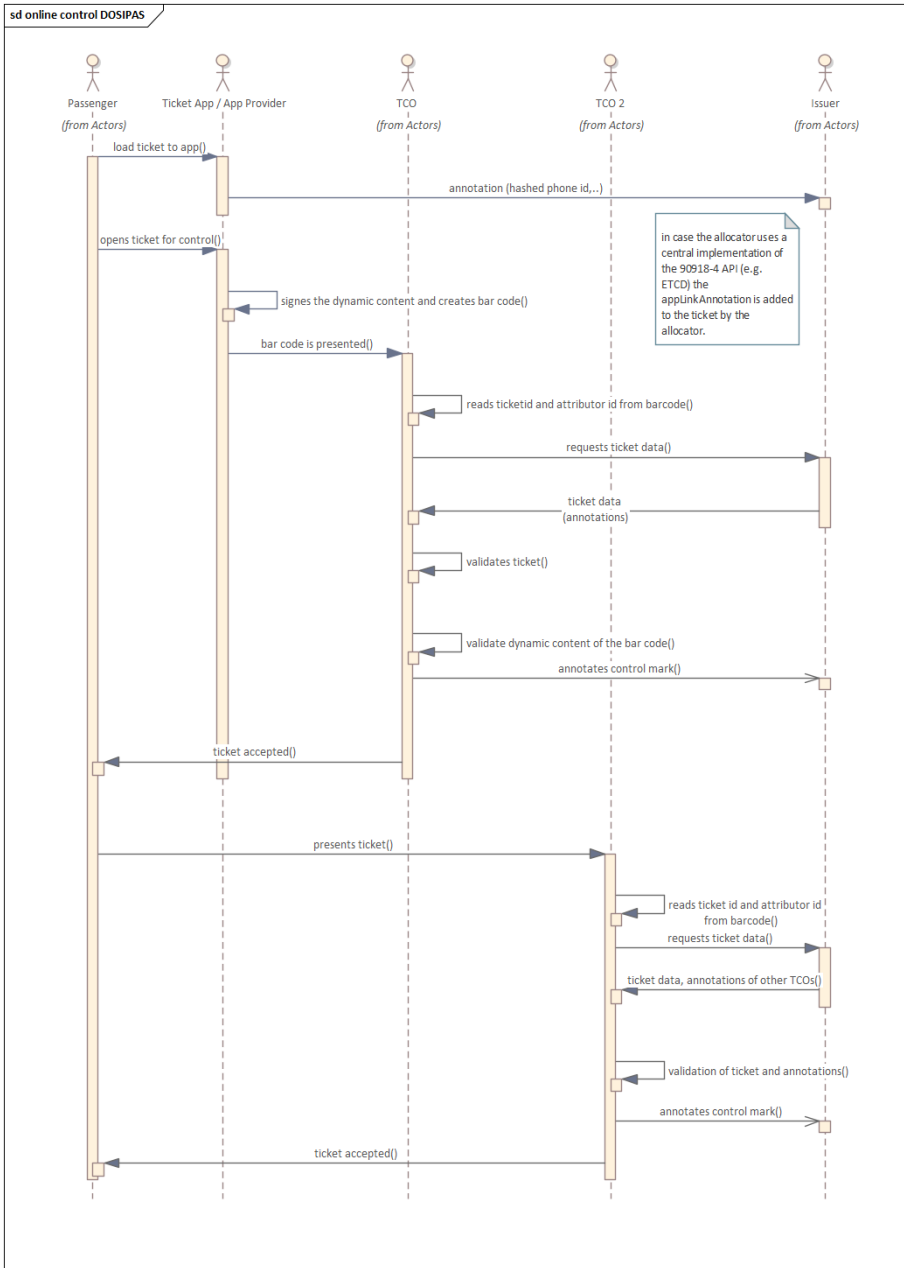 sd online control DOSIPAS
Passenger
(from Actors)
Ticket App / App Provider
TCO
(from Actors)
TCO 2
(from Actors)
Issuer
(from Actors)
load ticket to app()
annotation (hashed phone id,..)
in case the allocator uses a
central implementation of
the 90918-4 API (e.g.
ETCD) the
appLinkAnnotation is added
to the ticket by the
allocator.
opens ticket for control()
signes the dynamic content and creates bar code()
bar code is presented()
reads ticketid and attributor id from barcode()
requests ticket data()
ticket data
(annotations)
validates ticket()
validate dynamic content of the bar code()
annotates control mark()
ticket accepted()
presents ticket()
reads ticket id and attributor id
from barcode()
requests ticket data()
ticket data, annotations of other TCOs()
validation of ticket and annotations()
annotates control mark()
ticket accepted()